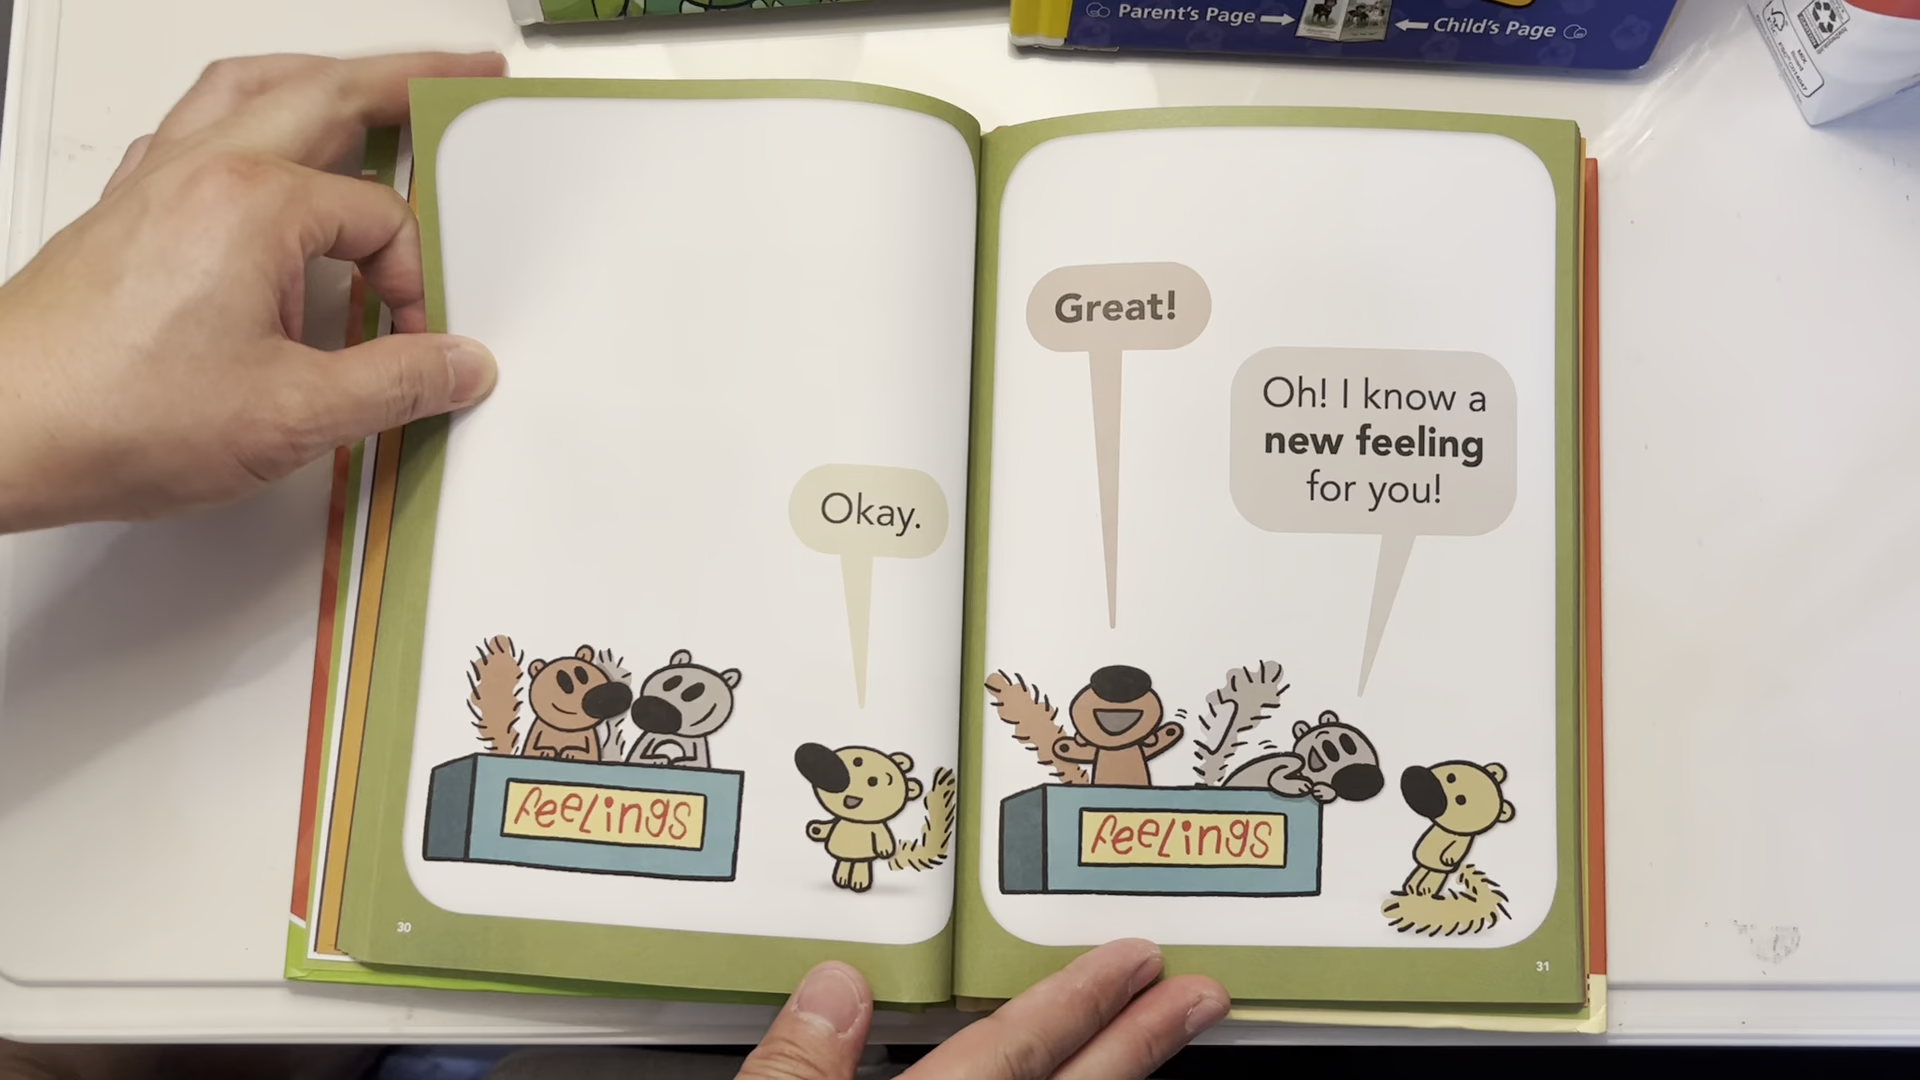 Parent's Page
Child's Page
Okay.
feelings
30
Great!
Oh! I know a
new feeling
for you!
feelings
31